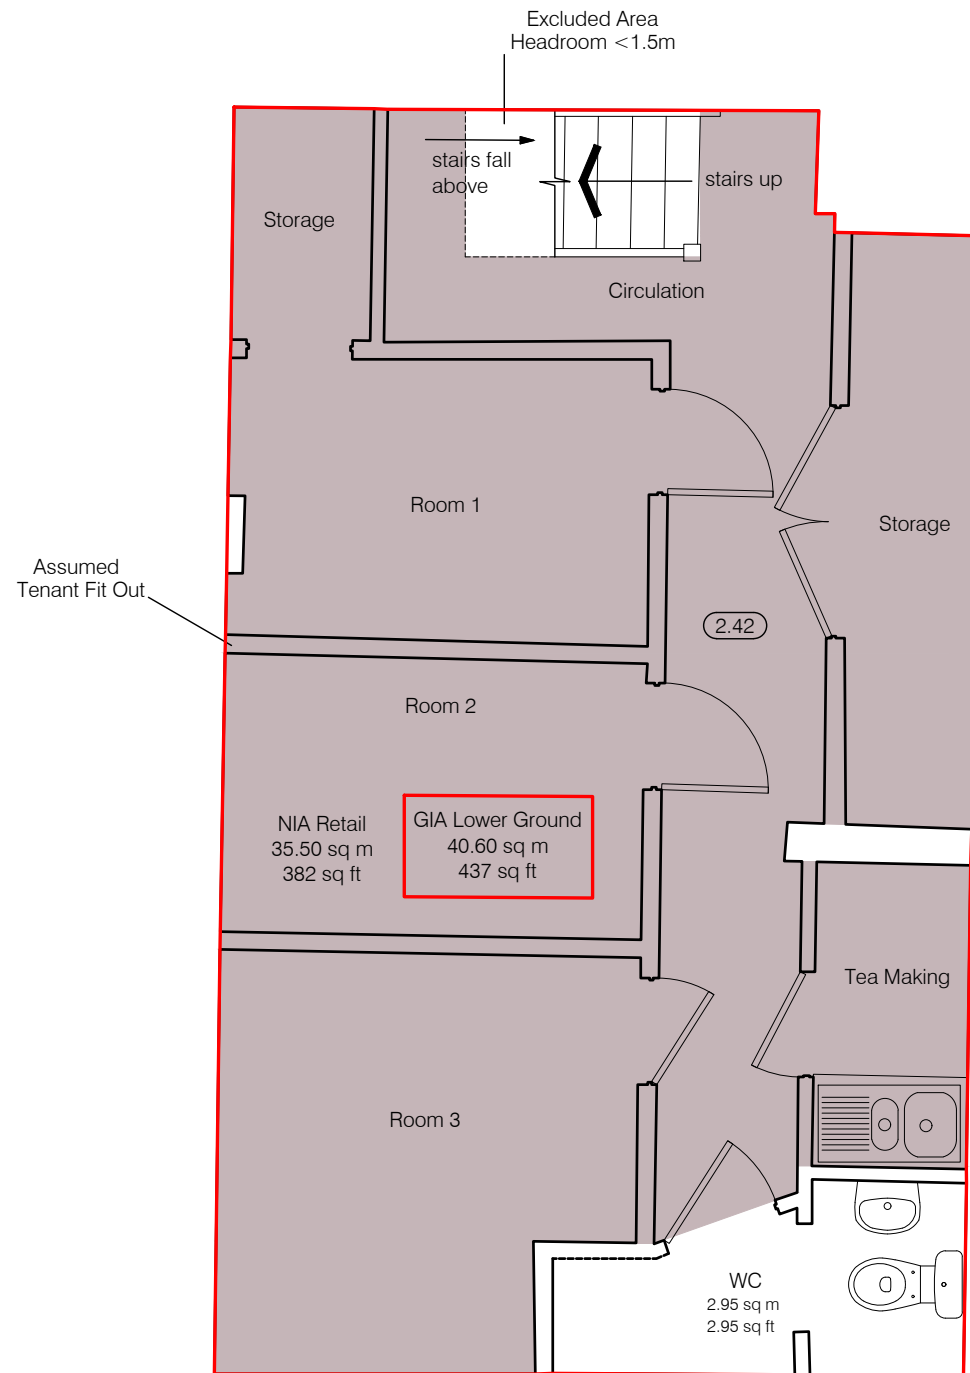 Excluded Area
Headroom <1.5m
stairs fall
above
stairs up
Storage
Circulation
Room 1
Storage
Assumed
Tenant Fit Out
2.42
Room 2
NIA Retail
35.50 sq m
382 sq ft
GIA Lower Ground
40.60 sq m
437 sq ft
Tea Making
Room 3
WC
2.95 sq m
2.95 sq ft